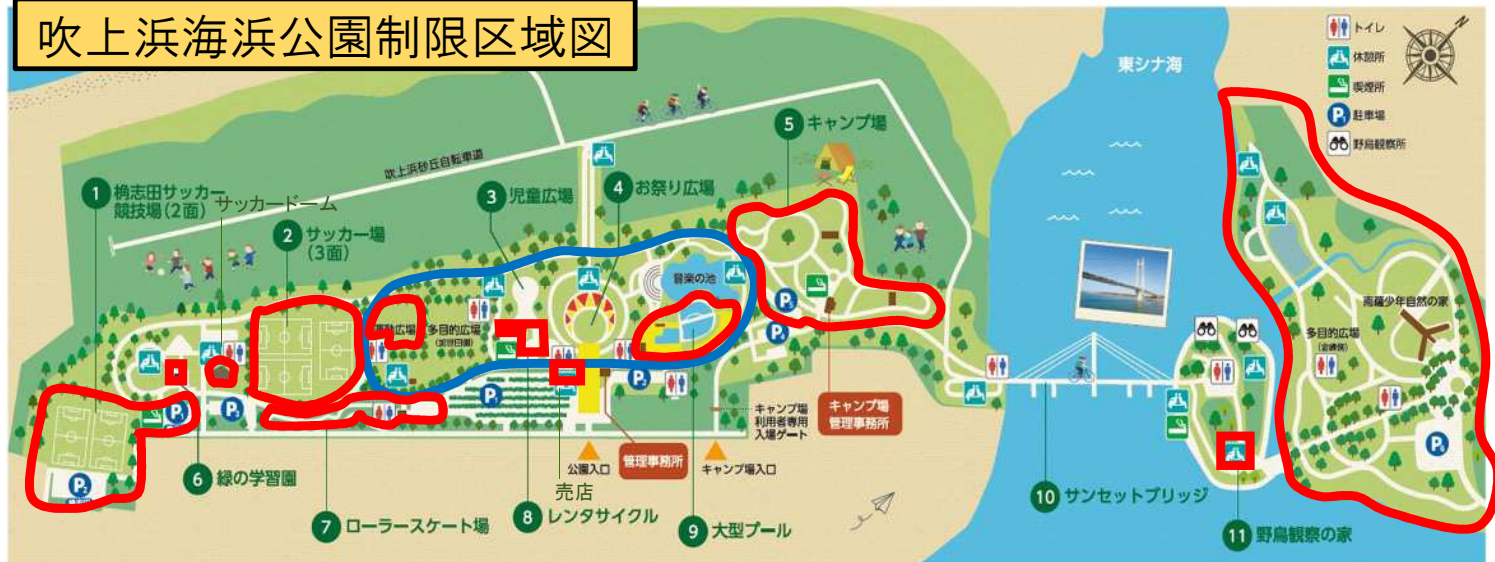 吹上浜海浜公園制限区域図
トイレ
休憩所
喫煙所
P 駐車場
野鳥観察所
N
東シナ海
吹上浜砂丘自転車道
1 栫志田サッカー
競技場(2面)
サッカードーム
2 サッカー場
(3面)
3 児童広場
4 お祭り広場
5 キャンプ場
音楽の池
多目的広場
(加世田側)
南薩少年自然の家
多目的広場
キャンプ場
利用者専用
入場ゲート
キャンプ場
管理事務所
公園入口
管理事務所
キャンプ場入口
売店
6 緑の学習園
7 ローラースケート場
8 レンタサイクル
9 大型プール
10 サンセットブリッジ
11 野鳥観察の家